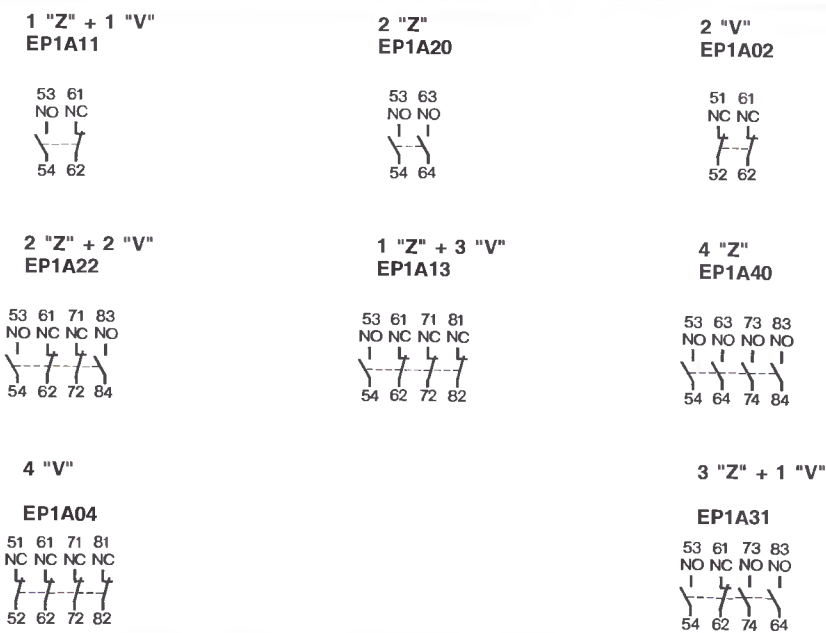 1 "Z" + 1 "V"
EP1A11
53 61
NO NC
54 62
2 "Z"
EP1A20
53 63
NO NO
54 64
2 "V"
EP1A02
51 61
NC NC
52 62
2 "Z" + 2 "V"
EP1A22
53 61 71 83
NO NC NC NO
54 62 72 84
1 "Z" + 3 "V"
EP1A13
53 61 71 81
NO NC NC NC
54 62 72 82
4 "Z"
EP1A40
53 63 73 83
NO NO NO NO
54 64 74 84
4 "V"
EP1A04
51 61 71 81
NC NC NC NC
52 62 72 82
3 "Z" + 1 "V"
EP1A31
53 61 73 83
NO NC NO NO
54 62 74 64